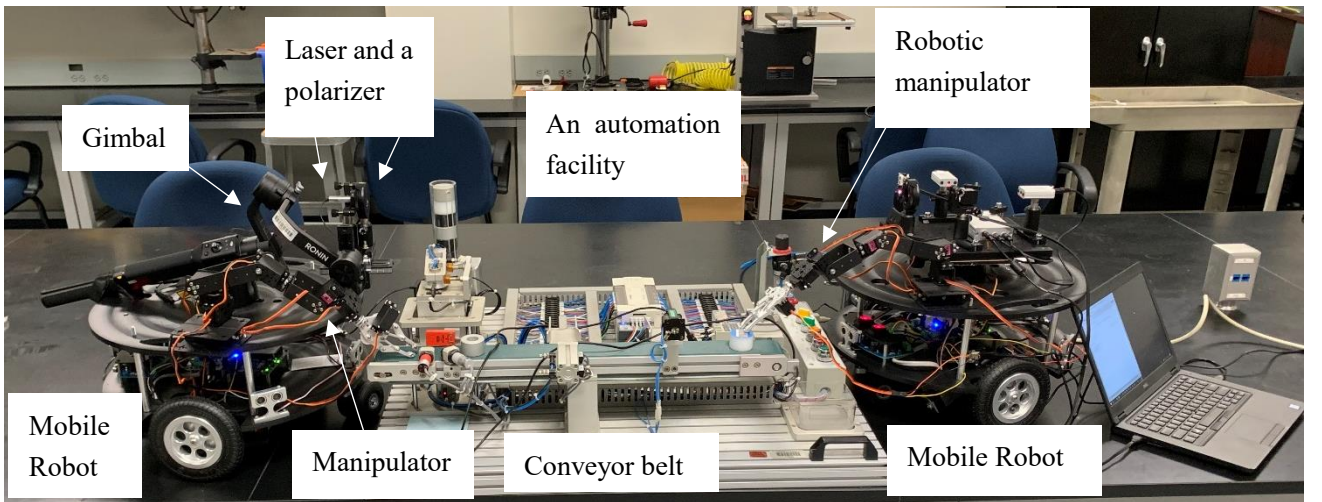 Laser and a
polarizer
Robotic
manipulator
Gimbal
An automation
facility
RONIN
Mobile
Robot
Manipulator
Conveyor belt
Mobile Robot